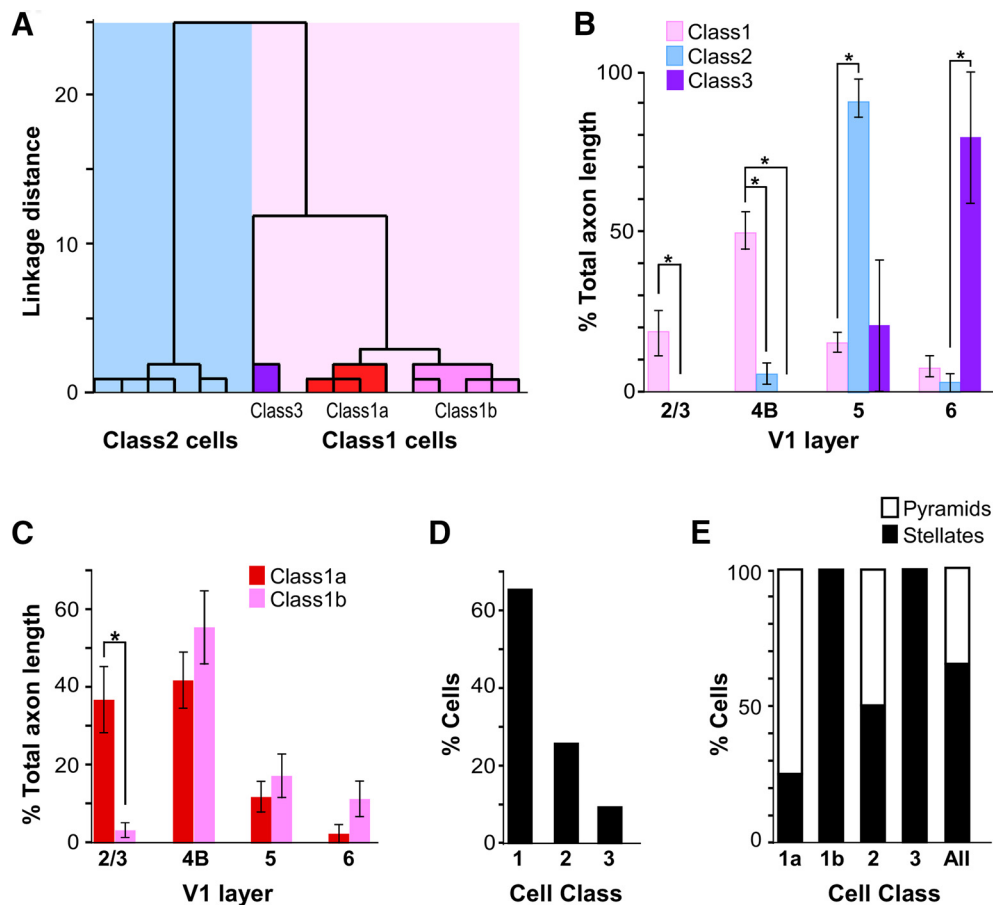 A
Linkage distance
20
10
0
Class3
Class1a
Class1b
Class2 cells
Class1 cells
B
Class1
Class2
Class3
% Total axon length
100
50
0
*
*
*
*
*
2/3 4B 5 6
V1 layer
C
Class1a
Class1b
% Total axon length
60
40
20
0
*
2/3 4B 5 6
V1 layer
D
% Cells
60
40
20
0
1 2 3
Cell Class
E
Pyramids
Stellates
% Cells
100
50
0
1a 1b 2 3 All
Cell Class